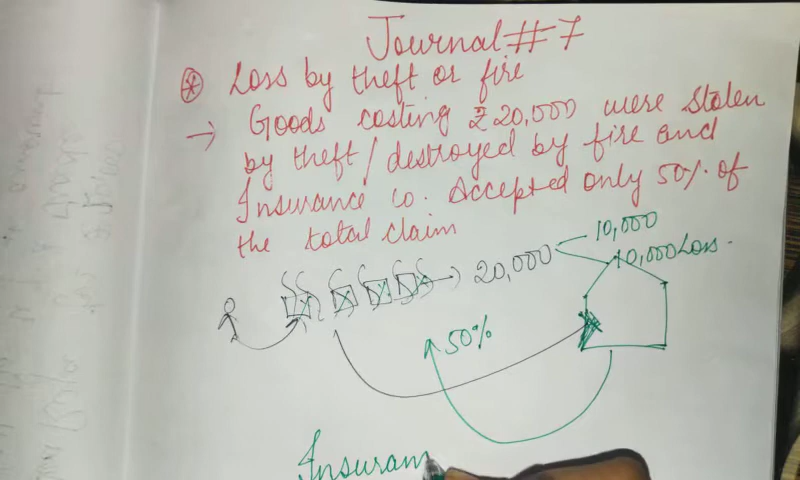 Journal #7
Loss by theft or fire
→ Goods costing ₹20,000 were stolen
by theft / destroyed by fire and
Insurance Co. Accepted only 50% of
the total claim
10,000
20,000
10,000 Loss.
50%
Insuran